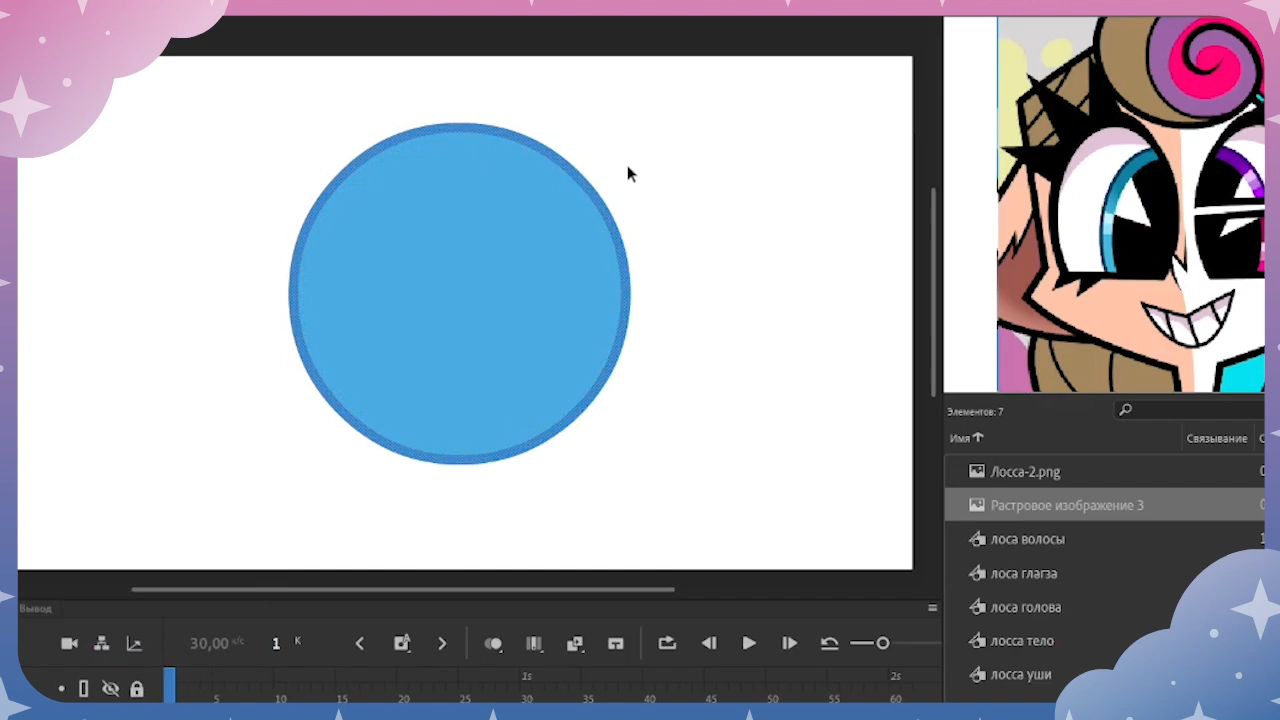 Элементов: 7
Имя
Связывание
Лосса-2.png
Растровое изображение 3
лоса волосы
лоса глагза
лоса голова
лосса тело
лосса уши
Вывод
30,00 к/с
1 К
1s
2s
5 10 15 20 25 30 35 40 45 50 55 60